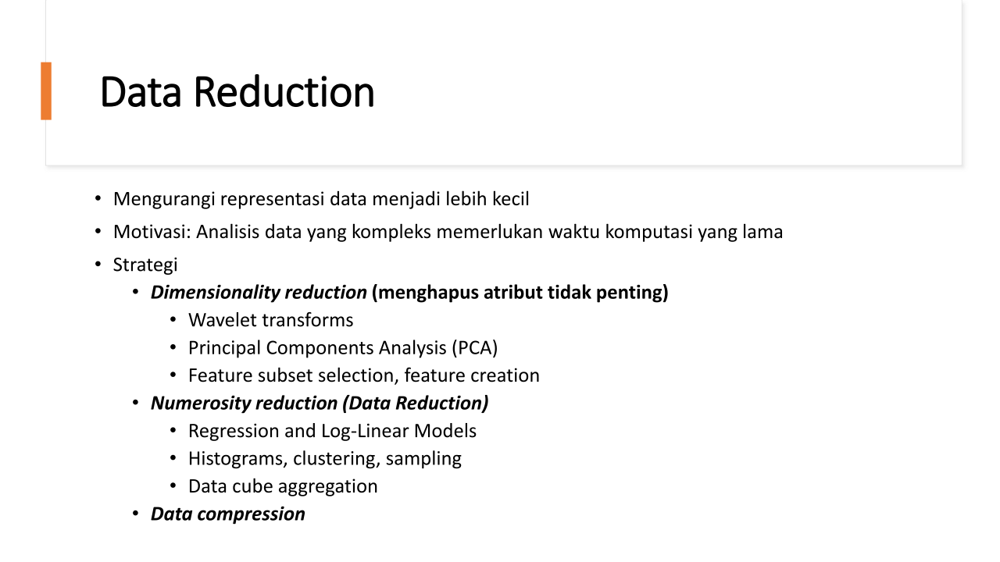 Data Reduction
• Mengurangi representasi data menjadi lebih kecil
• Motivasi: Analisis data yang kompleks memerlukan waktu komputasi yang lama
• Strategi
• Dimensionality reduction (menghapus atribut tidak penting)
• Wavelet transforms
• Principal Components Analysis (PCA)
• Feature subset selection, feature creation
• Numerosity reduction (Data Reduction)
• Regression and Log-Linear Models
• Histograms, clustering, sampling
• Data cube aggregation
• Data compression